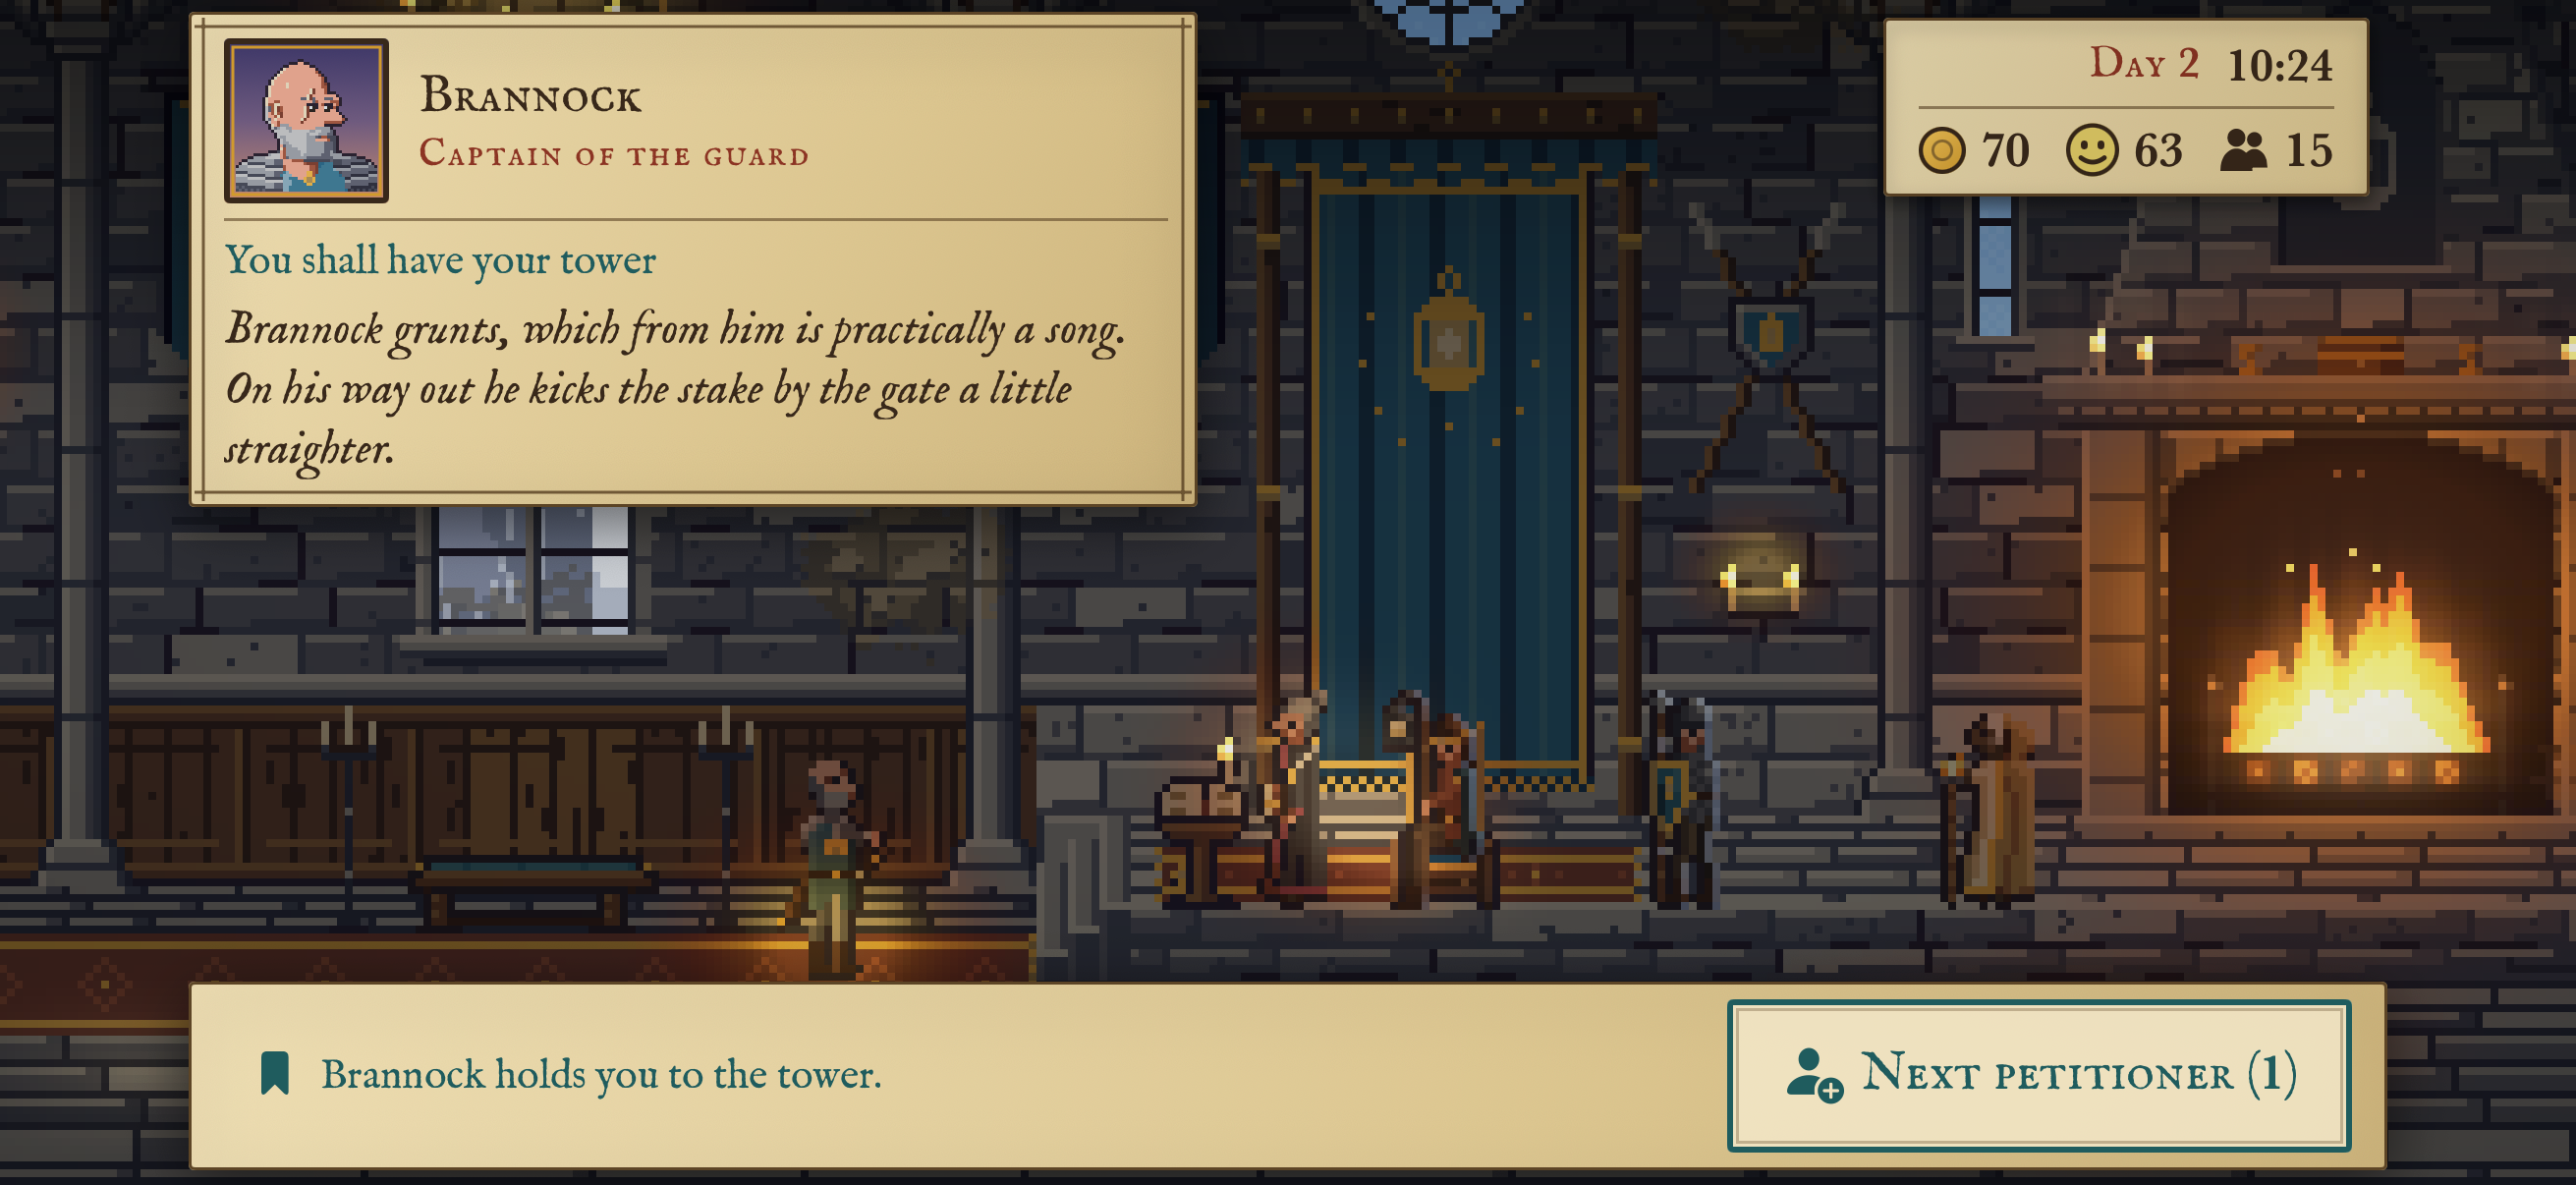 Brannock
Captain of the guard
You shall have your tower
Brannock grunts, which from him is practically a song.
On his way out he kicks the stake by the gate a little
straighter.
Day 2 10:24
70 63 15
Brannock holds you to the tower.
Next petitioner (1)